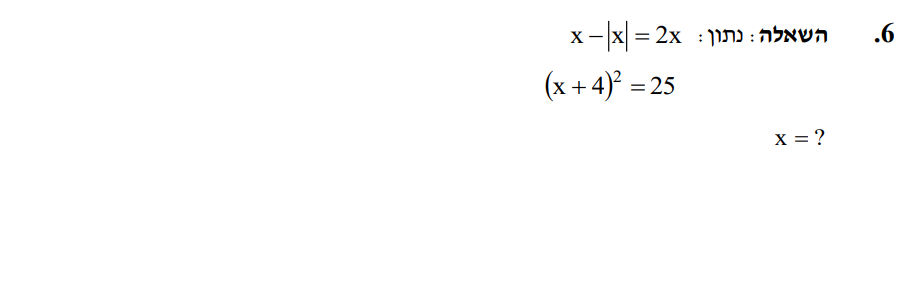 6. השאלה : נתון : x − |x| = 2x
(x + 4)² = 25
x = ?